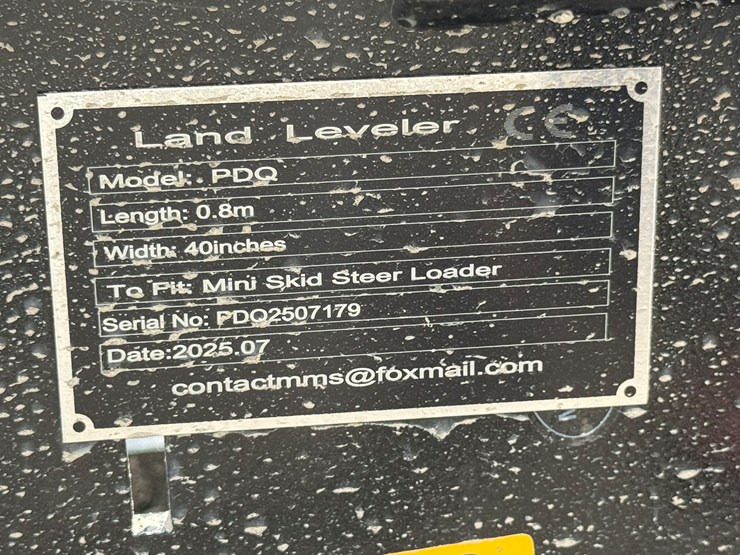 Land Leveler CE
Model: PDQ
Length: 0.8m
Width: 40inches
To Pit: Mini Skid Steer Loader
Serial No: PDQ2507179
Date:2025.07
contactmms@foxmail.com